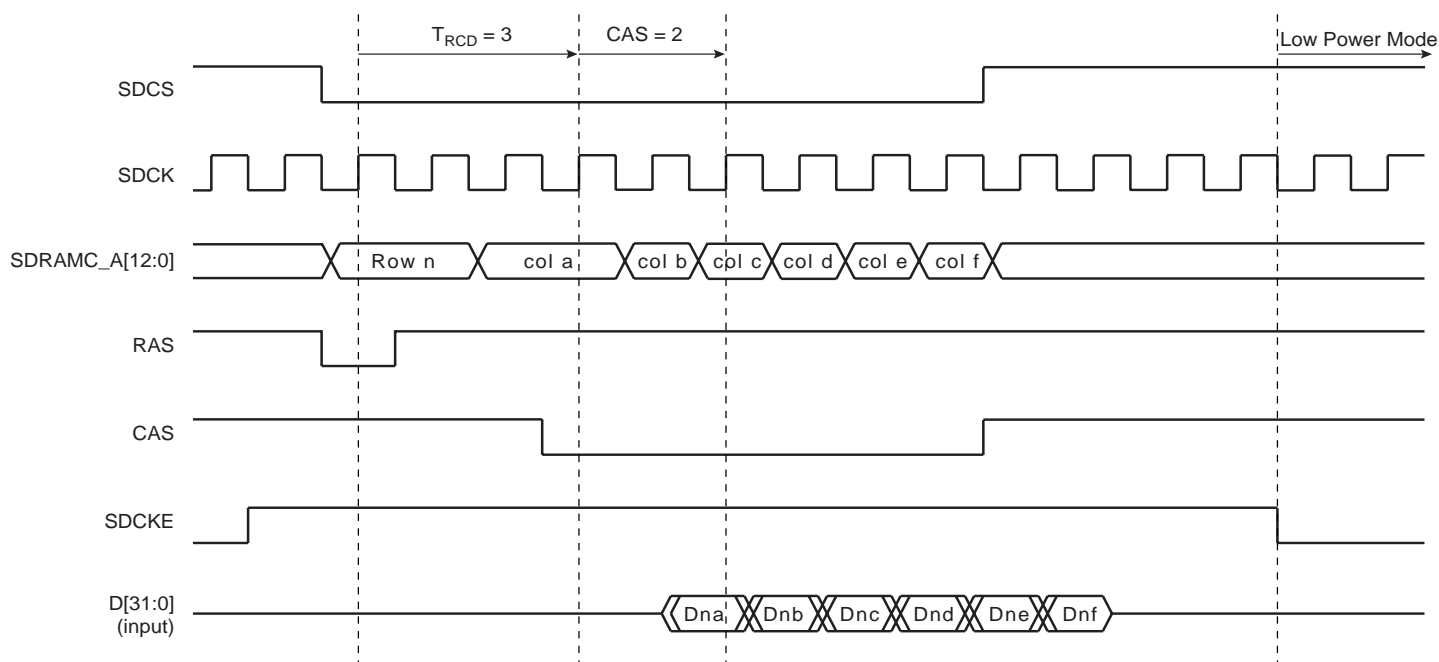 T_RCD = 3
CAS = 2
Low Power Mode
SDCS
SDCK
SDRAMC_A[12:0]
Row n
col a
col b
col c
col d
col e
col f
RAS
CAS
SDCKE
D[31:0]
(input)
Dna
Dnb
Dnc
Dnd
Dne
Dnf